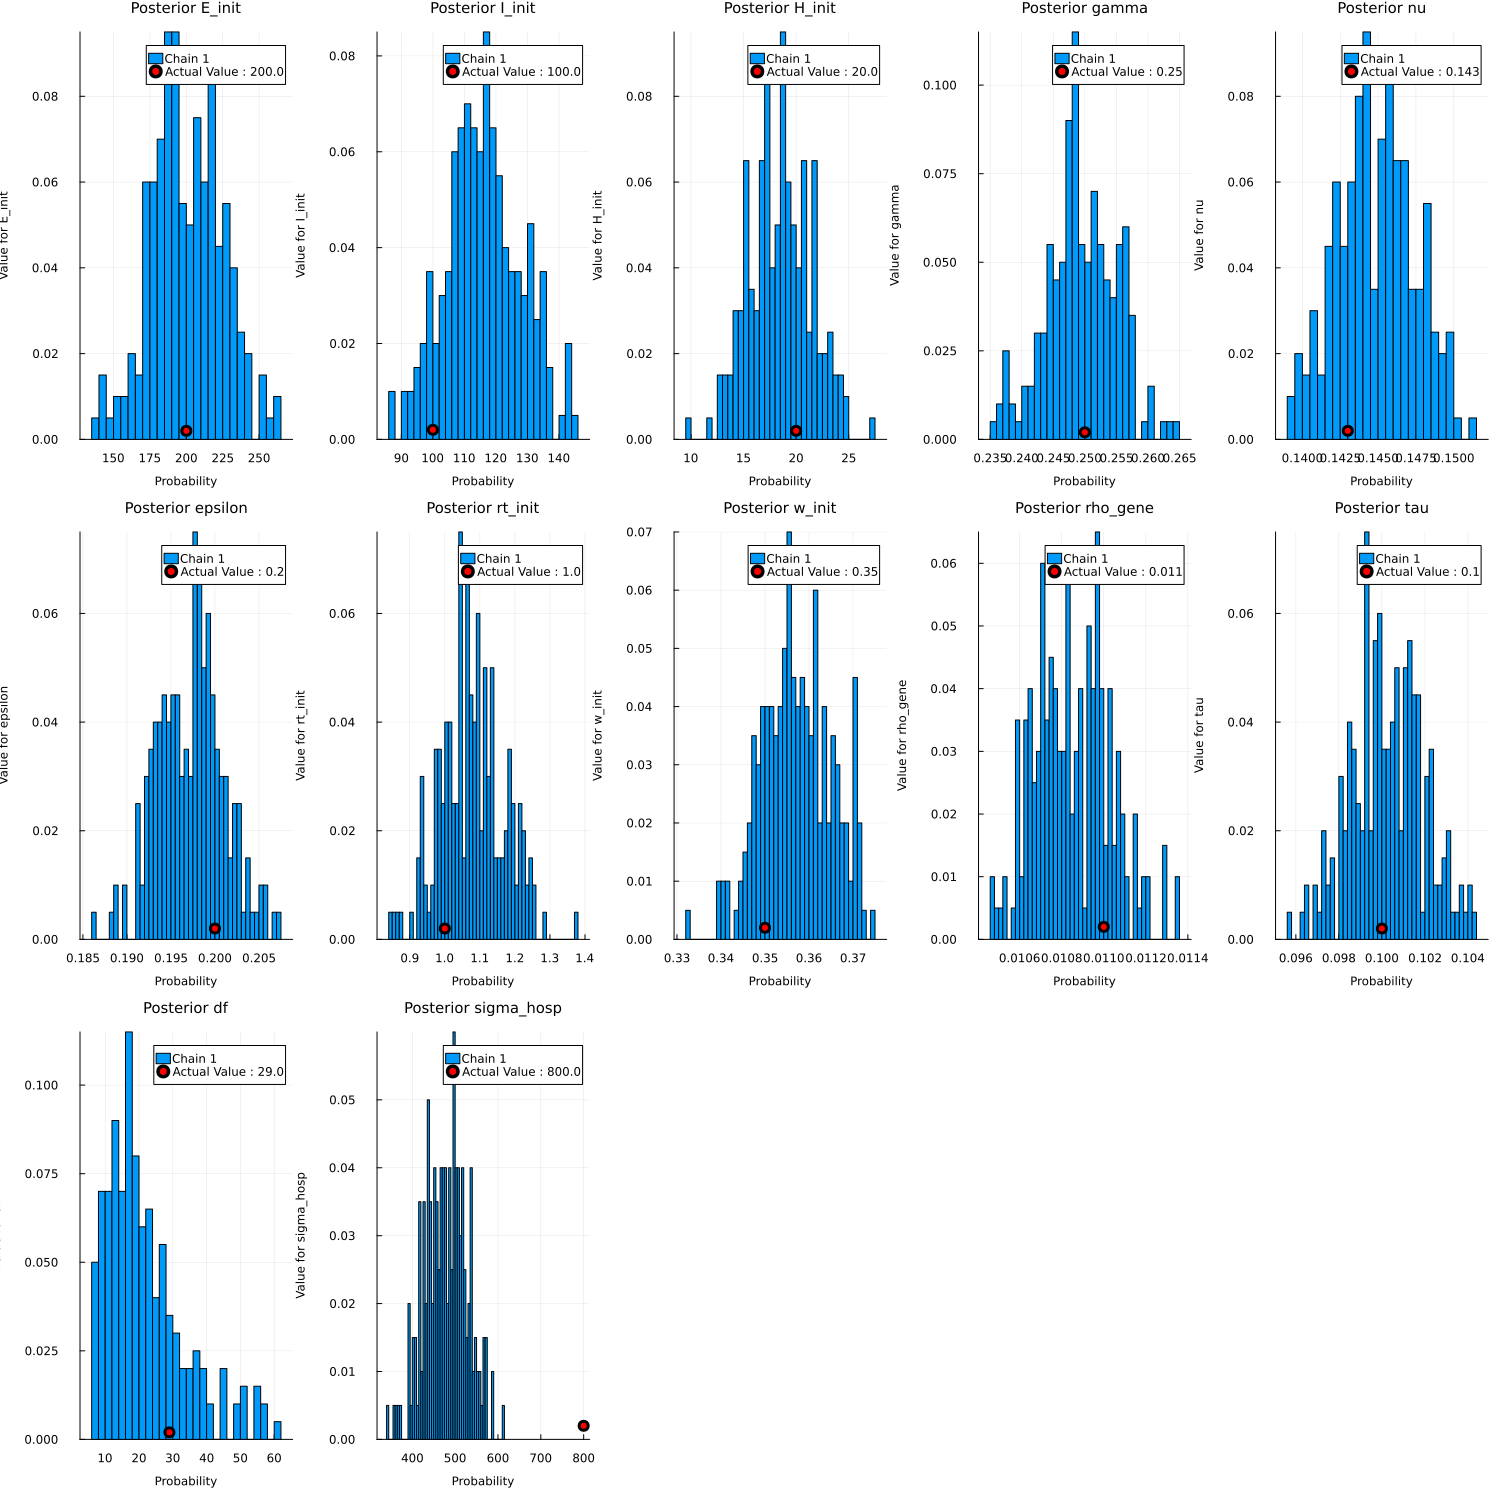 Posterior E_init
Value for E_init
0.08
0.06
0.04
0.02
0.00
Chain 1
Actual Value : 200.0
150 175 200 225 250
Probability
Posterior I_init
Value for I_init
0.08
0.06
0.04
0.02
0.00
Chain 1
Actual Value : 100.0
90 100 110 120 130 140
Probability
Posterior H_init
Value for H_init
0.08
0.06
0.04
0.02
0.00
Chain 1
Actual Value : 20.0
10 15 20 25
Probability
Posterior gamma
Value for gamma
0.100
0.075
0.050
0.025
0.000
Chain 1
Actual Value : 0.25
0.235 0.240 0.245 0.250 0.255 0.260 0.265
Probability
Posterior nu
Value for nu
0.08
0.06
0.04
0.02
0.00
Chain 1
Actual Value : 0.143
0.1400 0.1425 0.1450 0.1475 0.1500
Probability
Posterior epsilon
Value for epsilon
0.06
0.04
0.02
0.00
Chain 1
Actual Value : 0.2
0.185 0.190 0.195 0.200 0.205
Probability
Posterior rt_init
Value for rt_init
0.06
0.04
0.02
0.00
Chain 1
Actual Value : 1.0
0.9 1.0 1.1 1.2 1.3 1.4
Probability
Posterior w_init
Value for w_init
0.07
0.06
0.05
0.04
0.03
0.02
0.01
0.00
Chain 1
Actual Value : 0.35
0.33 0.34 0.35 0.36 0.37
Probability
Posterior rho_gene
Value for rho_gene
0.06
0.05
0.04
0.03
0.02
0.01
0.00
Chain 1
Actual Value : 0.011
0.0106 0.0108 0.0110 0.0112 0.0114
Probability
Posterior tau
Value for tau
0.06
0.04
0.02
0.00
Chain 1
Actual Value : 0.1
0.096 0.098 0.100 0.102 0.104
Probability
Posterior df
0.100
0.075
0.050
0.025
0.000
Chain 1
Actual Value : 29.0
10 20 30 40 50 60
Probability
Posterior sigma_hosp
Value for sigma_hosp
0.05
0.04
0.03
0.02
0.01
0.00
Chain 1
Actual Value : 800.0
400 500 600 700 800
Probability